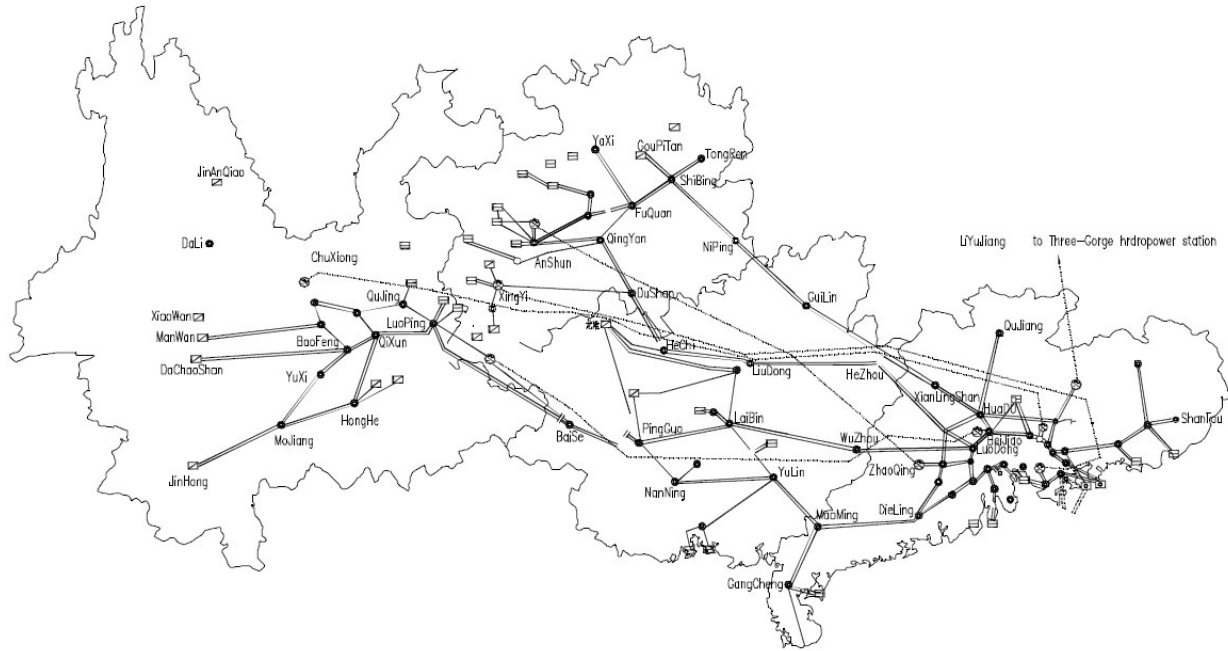 YaXi
GouPiTan
TongRen
ShiBing
JinAnQiao
FuQuan
DaLi
QingYan
NiPing
LiYuJiang
to Three-Gorge hrdropower station
ChuXiong
AnShun
DuShan
XingYi
QuJing
GuiLin
XiaoWan
LuoPing
ManWan
BaoFeng
QiXun
HeChi
QuJiang
DaChaoShan
LiuDong
HeZhou
YuXi
XianLingShan
HuaDu
HongHe
LaiBin
ShanTou
MoJiang
BaiSe
PingGuo
WuZhou
BeiJiao
LuoDong
JinHong
ZhaoQing
NanNing
YuLin
MaoMing
DieLing
GangCheng